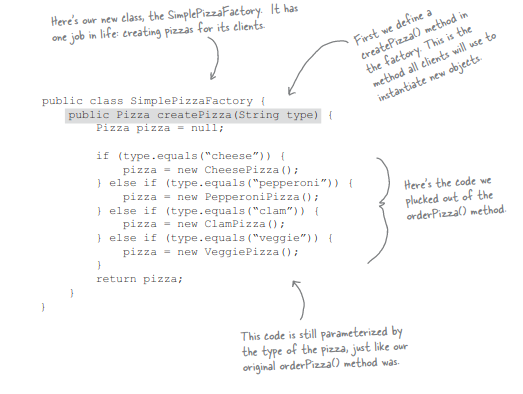 Here's our new class, the SimplePizzaFactory. It has
one job in life: creating pizzas for its clients.
First we define a
createPizza() method in
the factory. This is the
method all clients will use to
instantiate new objects.
public class SimplePizzaFactory {
public Pizza createPizza(String type) {
Pizza pizza = null;
if (type.equals(“cheese”)) {
pizza = new CheesePizza();
} else if (type.equals(“pepperoni”)) {
pizza = new PepperoniPizza();
} else if (type.equals(“clam”)) {
pizza = new ClamPizza();
} else if (type.equals(“veggie”)) {
pizza = new VeggiePizza();
}
return pizza;
}
}
Here's the code we
plucked out of the
orderPizza() method.
This code is still parameterized by
the type of the pizza, just like our
original orderPizza() method was.